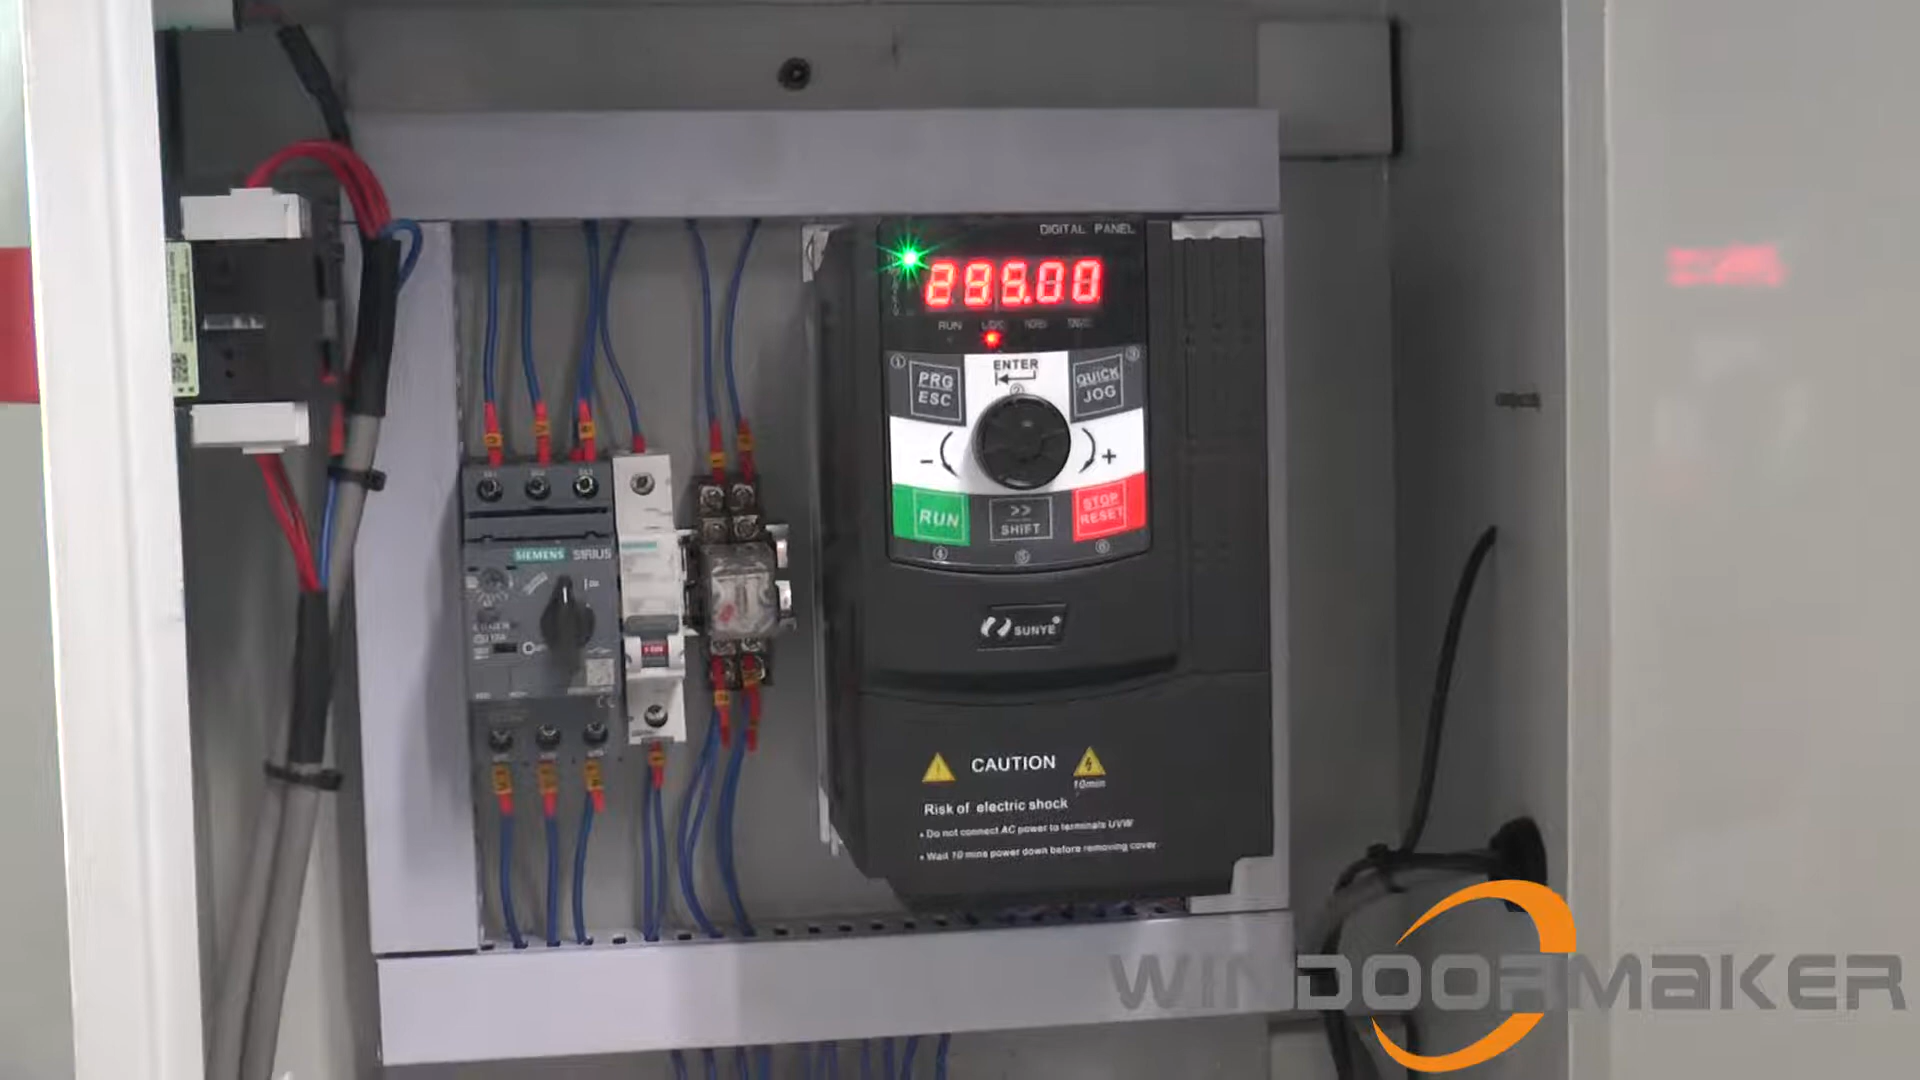 DIGITAL PANEL
295.00
RUN
PRG
ESC
ENTER
QUICK
JOG
- +
RUN
>>
SHIFT
STOP
RESET
SIEMENS SIRIUS
SUNYE
CAUTION
10min
Risk of electric shock
• Do not connect AC power to terminals UVW
• Wait 10 mins power down before removing cover
WINDOORMAKER